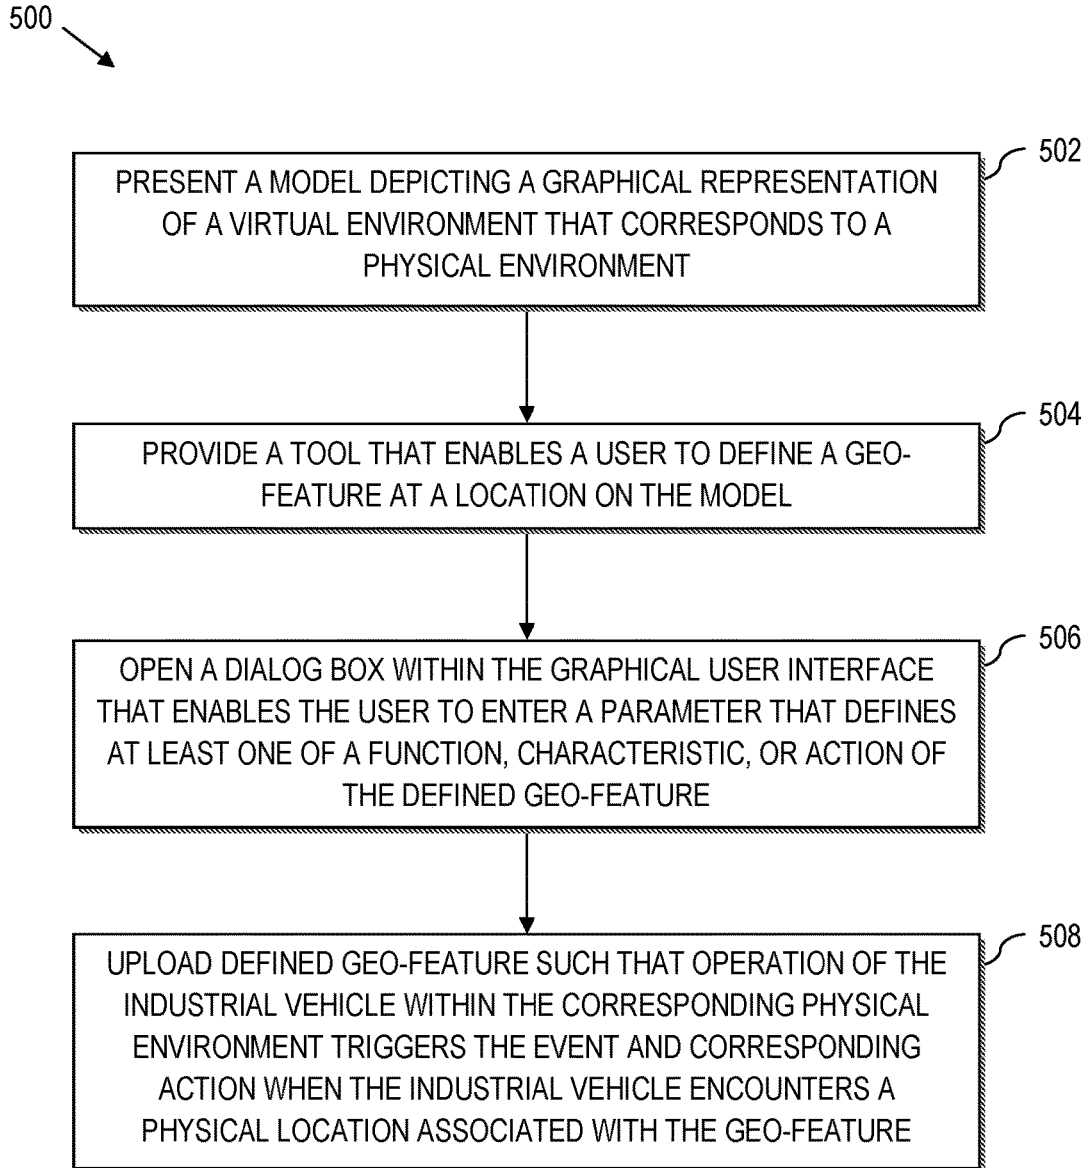 500
502
PRESENT A MODEL DEPICTING A GRAPHICAL REPRESENTATION
OF A VIRTUAL ENVIRONMENT THAT CORRESPONDS TO A
PHYSICAL ENVIRONMENT
504
PROVIDE A TOOL THAT ENABLES A USER TO DEFINE A GEO-
FEATURE AT A LOCATION ON THE MODEL
506
OPEN A DIALOG BOX WITHIN THE GRAPHICAL USER INTERFACE
THAT ENABLES THE USER TO ENTER A PARAMETER THAT DEFINES
AT LEAST ONE OF A FUNCTION, CHARACTERISTIC, OR ACTION OF
THE DEFINED GEO-FEATURE
508
UPLOAD DEFINED GEO-FEATURE SUCH THAT OPERATION OF THE
INDUSTRIAL VEHICLE WITHIN THE CORRESPONDING PHYSICAL
ENVIRONMENT TRIGGERS THE EVENT AND CORRESPONDING
ACTION WHEN THE INDUSTRIAL VEHICLE ENCOUNTERS A
PHYSICAL LOCATION ASSOCIATED WITH THE GEO-FEATURE